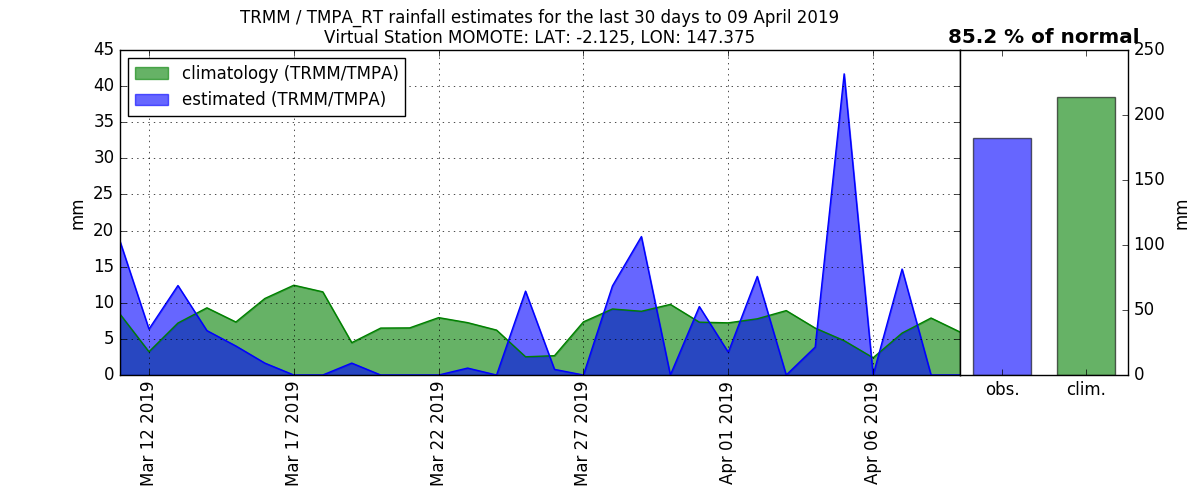 TRMM / TMPA_RT rainfall estimates for the last 30 days to 09 April 2019
Virtual Station MOMOTE: LAT: -2.125, LON: 147.375
85.2 % of normal
climatology (TRMM/TMPA)
estimated (TRMM/TMPA)
45
40
35
30
25
20
15
10
5
0
mm
Mar 12 2019
Mar 17 2019
Mar 22 2019
Mar 27 2019
Apr 01 2019
Apr 06 2019
250
200
150
100
50
0
mm
obs.
clim.